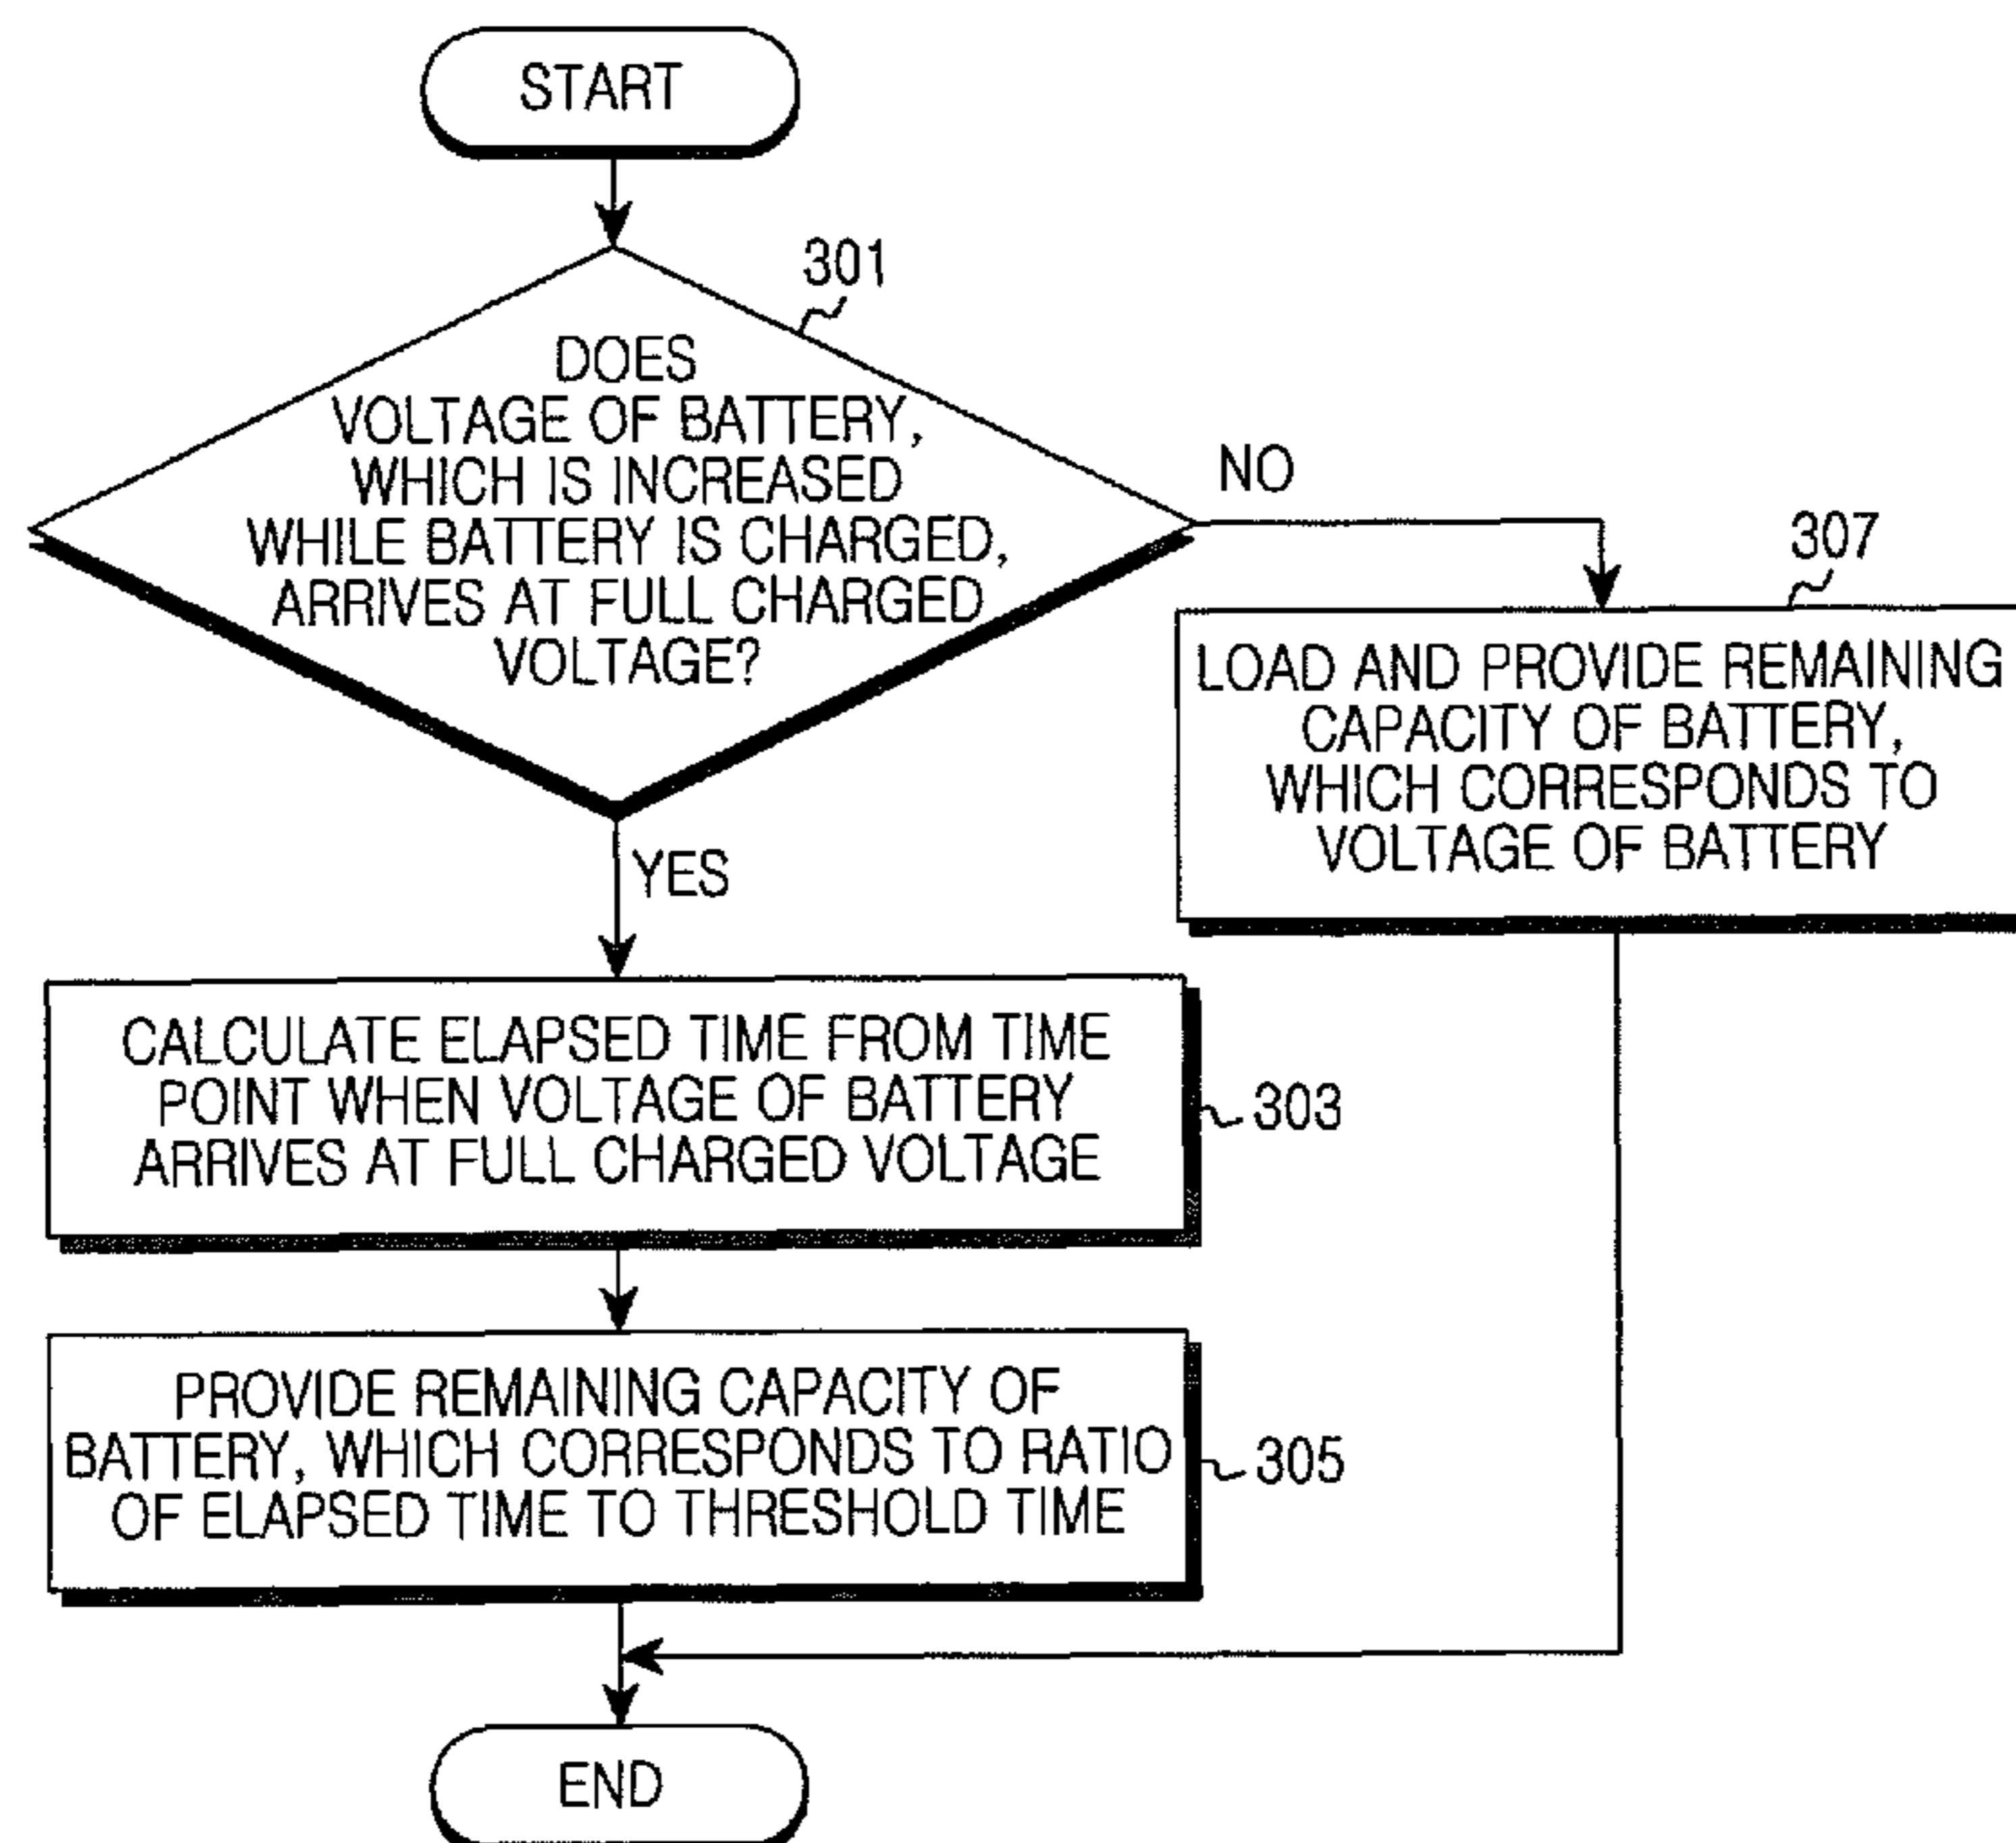 START
301
DOES
VOLTAGE OF BATTERY,
WHICH IS INCREASED
WHILE BATTERY IS CHARGED,
ARRIVES AT FULL CHARGED
VOLTAGE?
NO
307
LOAD AND PROVIDE REMAINING
CAPACITY OF BATTERY,
WHICH CORRESPONDS TO
VOLTAGE OF BATTERY
YES
CALCULATE ELAPSED TIME FROM TIME
POINT WHEN VOLTAGE OF BATTERY
ARRIVES AT FULL CHARGED VOLTAGE
303
PROVIDE REMAINING CAPACITY OF
BATTERY, WHICH CORRESPONDS TO RATIO
OF ELAPSED TIME TO THRESHOLD TIME
305
END